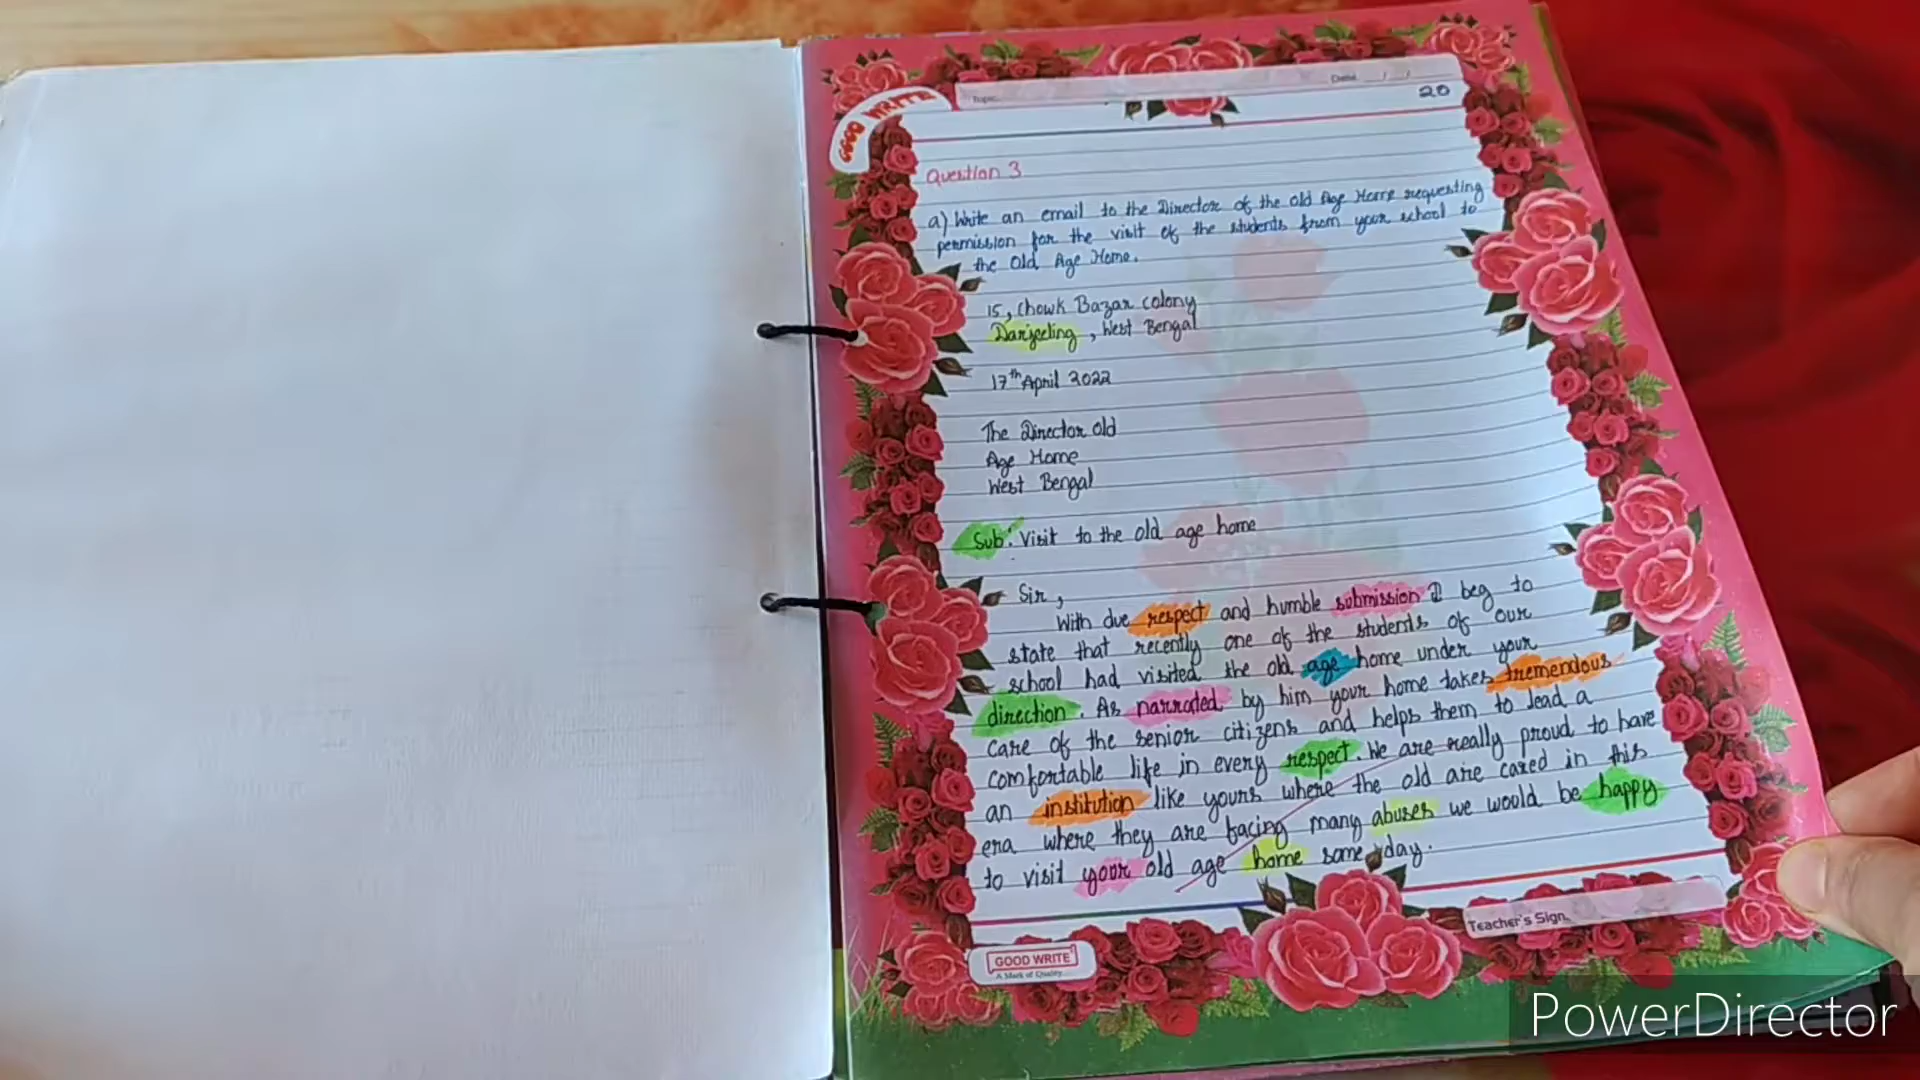 GOOD WRITE
Topic
Date / /
20
Question 3
a) Write an email to the Director of the Old Age Home requesting
permission for the visit of the students from your school to
the Old Age Home.
15, Chowk Bazar colony
Darjeeling, West Bengal
17th April 2022
The Director old
Age Home
West Bengal
Sub: Visit to the old age home
Sir,
With due respect and humble submission I beg to
state that recently one of the students of our
school had visited the old age home under your
direction. As narrated by him your home takes tremendous
care of the senior citizens and helps them to lead a
comfortable life in every respect. We are really proud to have
an institution like yours where the old are cared in this
era where they are facing many abuses we would be happy
to visit your old age home some day.
Teacher's Sign.
GOOD WRITE
A Mark of Quality
PowerDirector